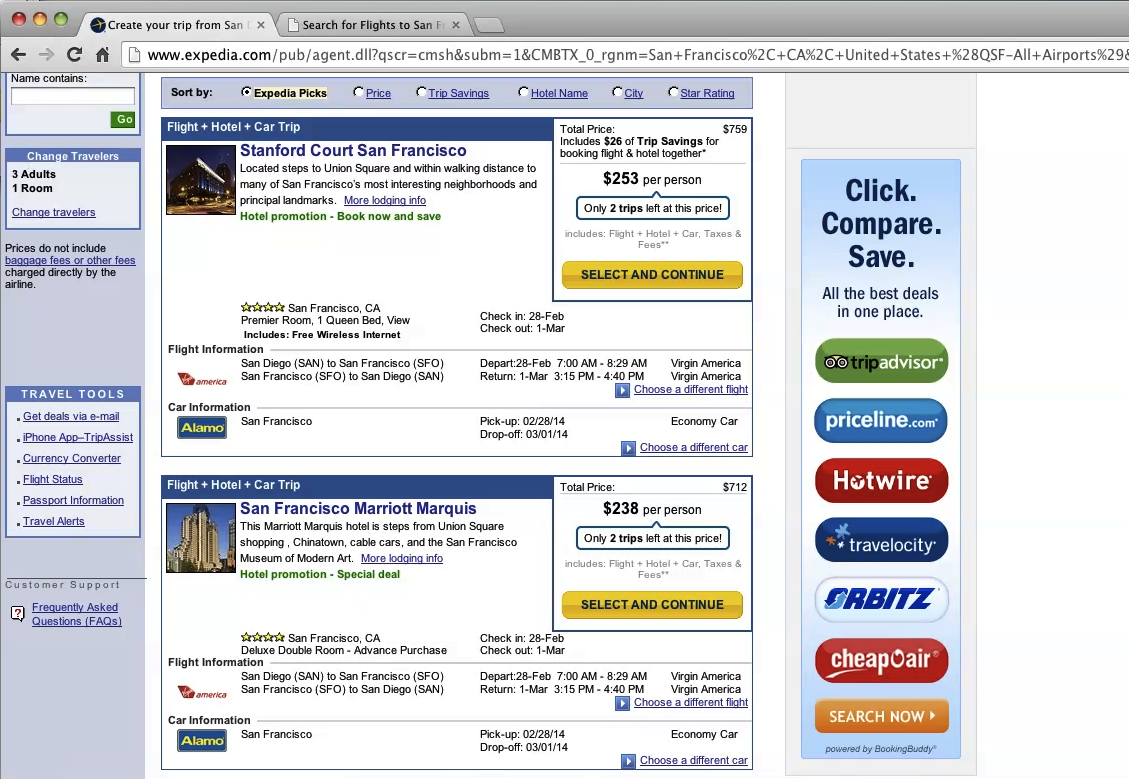 Create your trip from San D
Search for Flights to San Fr
www.expedia.com/pub/agent.dll?qscr=cmsh&subm=1&CMBTX_0_rgnm=San+Francisco%2C+CA%2C+United+States+%28QSF-All+Airports%29&
Name contains:
Go
Change Travelers
3 Adults
1 Room
Change travelers
Prices do not include
baggage fees or other fees
charged directly by the
airline.
TRAVEL TOOLS
Get deals via e-mail
iPhone App–TripAssist
Currency Converter
Flight Status
Passport Information
Travel Alerts
Customer Support
Frequently Asked
Questions (FAQs)
Sort by: Expedia Picks Price Trip Savings Hotel Name City Star Rating
Flight + Hotel + Car Trip
Stanford Court San Francisco
Located steps to Union Square and within walking distance to
many of San Francisco's most interesting neighborhoods and
principal landmarks. More lodging info
Hotel promotion - Book now and save
Total Price: $759
Includes $26 of Trip Savings for
booking flight & hotel together*
$253 per person
Only 2 trips left at this price!
includes: Flight + Hotel + Car, Taxes &
Fees**
SELECT AND CONTINUE
San Francisco, CA
Premier Room, 1 Queen Bed, View
Includes: Free Wireless Internet
Check in: 28-Feb
Check out: 1-Mar
Flight Information
america
San Diego (SAN) to San Francisco (SFO) Depart:28-Feb 7:00 AM - 8:29 AM Virgin America
San Francisco (SFO) to San Diego (SAN) Return: 1-Mar 3:15 PM - 4:40 PM Virgin America
Choose a different flight
Car Information
Alamo
San Francisco Pick-up: 02/28/14 Economy Car
Drop-off: 03/01/14
Choose a different car
Flight + Hotel + Car Trip
San Francisco Marriott Marquis
This Marriott Marquis hotel is steps from Union Square
shopping , Chinatown, cable cars, and the San Francisco
Museum of Modern Art. More lodging info
Hotel promotion - Special deal
Total Price: $712
$238 per person
Only 2 trips left at this price!
includes: Flight + Hotel + Car, Taxes &
Fees**
SELECT AND CONTINUE
San Francisco, CA
Deluxe Double Room - Advance Purchase
Check in: 28-Feb
Check out: 1-Mar
Flight Information
america
San Diego (SAN) to San Francisco (SFO) Depart:28-Feb 7:00 AM - 8:29 AM Virgin America
San Francisco (SFO) to San Diego (SAN) Return: 1-Mar 3:15 PM - 4:40 PM Virgin America
Choose a different flight
Car Information
Alamo
San Francisco Pick-up: 02/28/14 Economy Car
Drop-off: 03/01/14
Choose a different car
Click.
Compare.
Save.
All the best deals
in one place.
tripadvisor®
priceline.com®
Hotwire®
travelocity®
ORBITZ
cheapOair®
SEARCH NOW
powered by BookingBuddy®